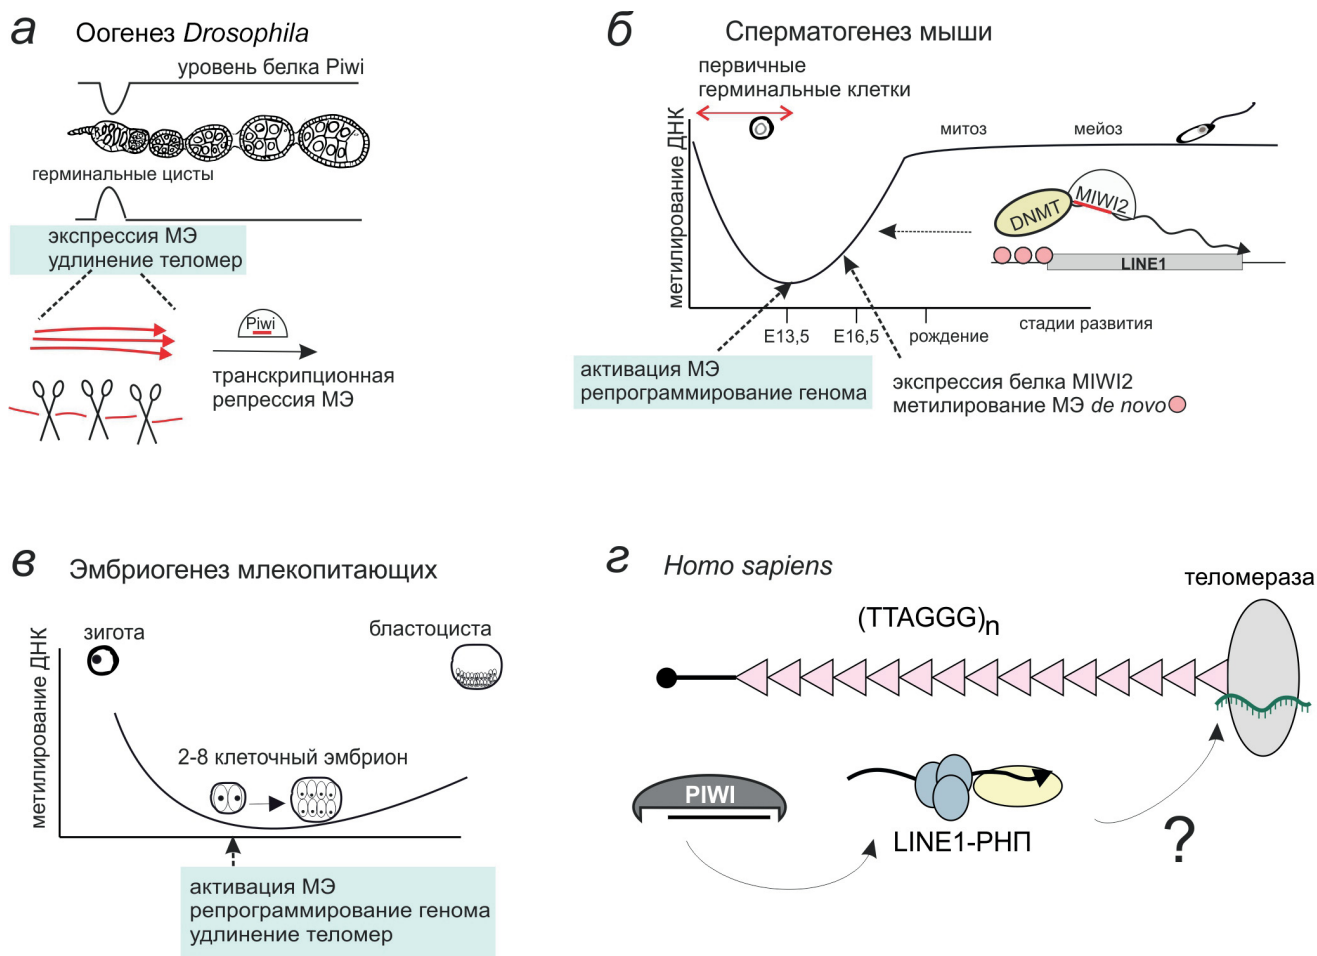 а Оогенез Drosophila
уровень белка Piwi
герминальные цисты
экспрессия МЭ
удлинение теломер
Piwi
транскрипционная
репрессия МЭ
б Сперматогенез мыши
первичные
герминальные клетки
метилирование ДНК
митоз
мейоз
DNMT
MIWI2
LINE1
E13,5
E16,5
рождение
стадии развития
активация МЭ
репрограммирование генома
экспрессия белка MIWI2
метилирование МЭ de novo
в Эмбриогенез млекопитающих
метилирование ДНК
зигота
бластоциста
2-8 клеточный эмбрион
активация МЭ
репрограммирование генома
удлинение теломер
г Homo sapiens
теломераза
(TTAGGG)n
PIWI
LINE1-РНП
?